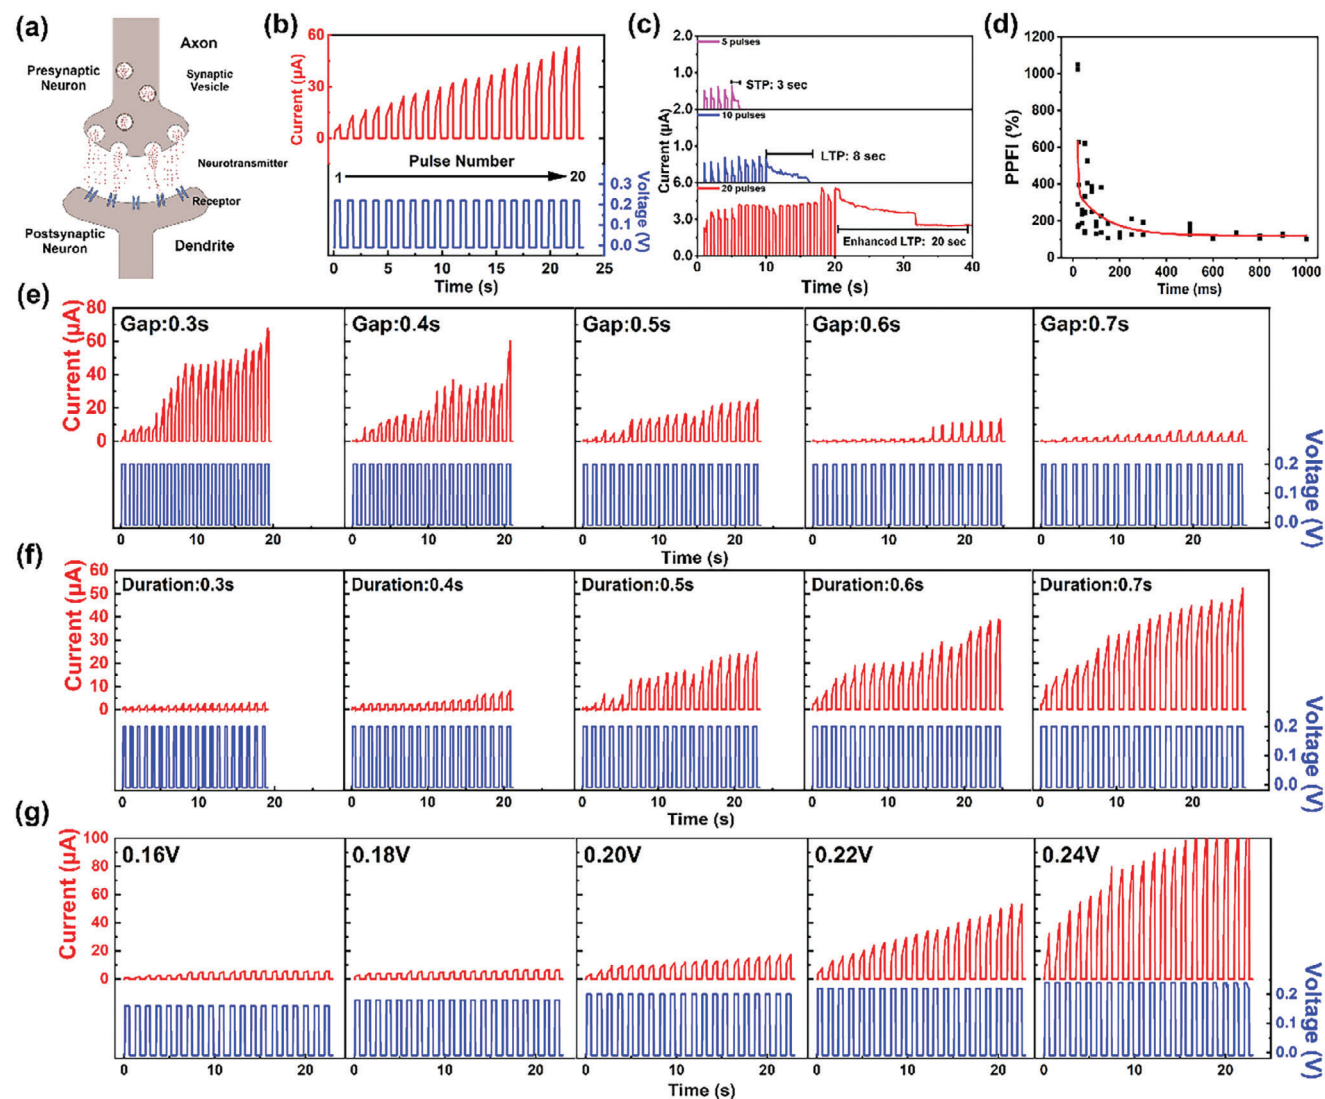 (a)
Axon
Presynaptic
Neuron
Synaptic
Vesicle
Neurotransmitter
Receptor
Postsynaptic
Neuron
Dendrite
(b)
Current (µA)
60
30
0
Pulse Number
1
20
Voltage (V)
0.3
0.2
0.1
0.0
0 5 10 15 20 25
Time (s)
(c)
Current (µA)
2.0
1.0
2.0
1.0
6.0
3.0
0.0
5 pulses
STP: 3 sec
10 pulses
LTP: 8 sec
20 pulses
Enhanced LTP: 20 sec
0 10 20 30 40
Time (s)
(d)
PPFI (%)
1200
1000
800
600
400
200
0
0 200 400 600 800 1000
Time (ms)
(e)
Current (µA)
80
60
40
20
0
Gap:0.3s
Gap:0.4s
Gap:0.5s
Gap:0.6s
Gap:0.7s
Voltage (V)
0.2
0.1
0.0
0 10 20
0 10 20
0 10 20
0 10 20
0 10 20
Time (s)
(f)
Current (µA)
60
50
40
30
20
10
0
Duration:0.3s
Duration:0.4s
Duration:0.5s
Duration:0.6s
Duration:0.7s
Voltage (V)
0.2
0.1
0.0
0 10 20
0 10 20
0 10 20
0 10 20
0 10 20
Time (s)
(g)
Current (µA)
100
80
60
40
20
0
0.16V
0.18V
0.20V
0.22V
0.24V
Voltage (V)
0.2
0.1
0.0
0 10 20
0 10 20
0 10 20
0 10 20
0 10 20
Time (s)